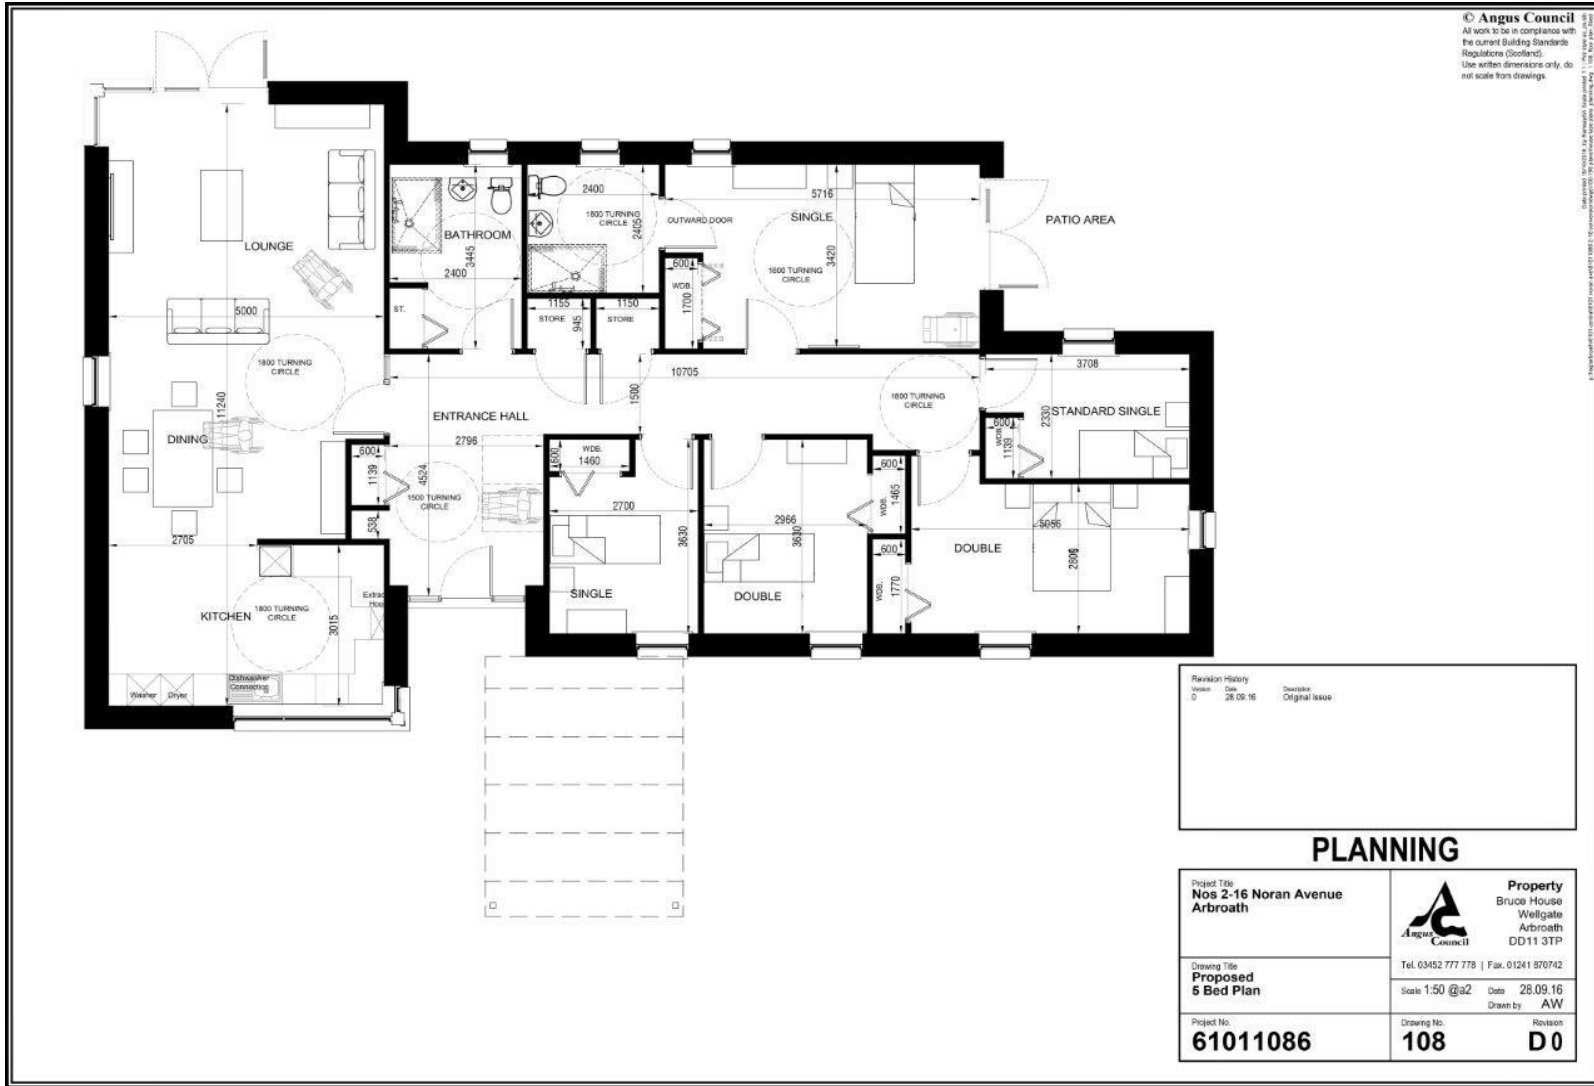 © Angus Council
All work to be in compliance with
the current Building Standards
Regulations (Scotland).
Use written dimensions only, do
not scale from drawings.
LOUNGE
5000
1800 TURNING
CIRCLE
11240
DINING
2705
KITCHEN
1800 TURNING
CIRCLE
3015
Washer
Dryer
Dishwasher
Connection
BATHROOM
3445
2400
ST.
2400
1800 TURNING
CIRCLE
2405
OUTWARD DOOR
1155
STORE
945
1150
STORE
5716
SINGLE
3420
1800 TURNING
CIRCLE
600
WDB.
1700
PATIO AREA
10705
1500
ENTRANCE HALL
2796
4524
1500 TURNING
CIRCLE
600
1139
538
1800 TURNING
CIRCLE
3708
STANDARD SINGLE
2330
600
WDB.
1139
WDB.
600
1460
2700
3630
SINGLE
2966
3630
DOUBLE
600
WDB.
1465
600
WDB.
1770
DOUBLE
Revision History
Version Date Description
0 28.09.16 Original Issue
PLANNING
Project Title
Nos 2-16 Noran Avenue
Arbroath
Angus
Council
Property
Bruce House
Wellgate
Arbroath
DD11 3TP
Tel. 03452 777 778 | Fax. 01241 870742
Drawing Title
Proposed
5 Bed Plan
Scale 1:50 @a2 Date 28.09.16
Drawn by AW
Project No.
61011086
Drawing No.
108
Revision
D 0